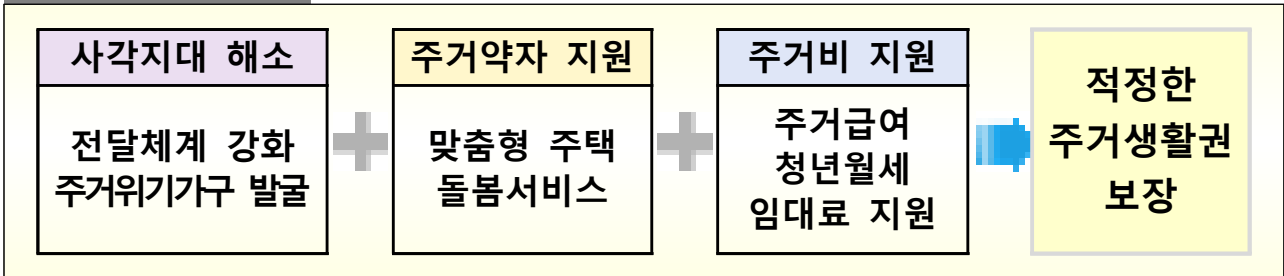 사각지대 해소
전달체계 강화
주거위기가구 발굴
주거약자 지원
맞춤형 주택
돌봄서비스
주거비 지원
주거급여
청년월세
임대료 지원
적정한
주거생활권
보장